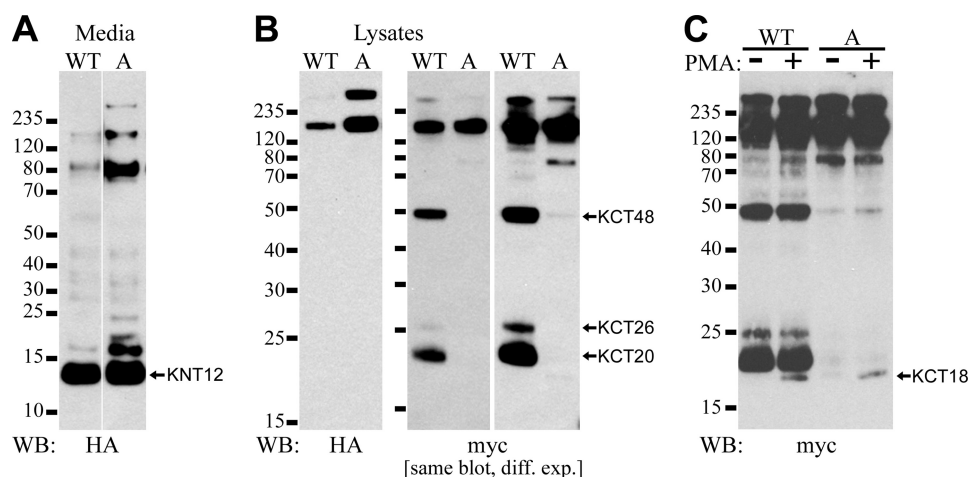 A
Media
WT A
235
120
80
70
50
40
30
25
15
10
KNT12
WB: HA
B
Lysates
WT A WT A WT A
235
120
80
70
50
40
30
25
15
KCT48
KCT26
KCT20
WB: HA myc
[same blot, diff. exp.]
C
WT A
PMA: - + - +
235
120
80
70
50
40
30
25
15
KCT18
WB: myc